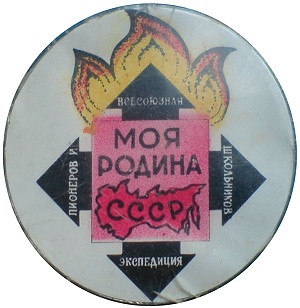 ВСЕСОЮЗНАЯ
ПИОНЕРОВ И
ШКОЛЬНИКОВ
МОЯ
РОДИНА
СССР
ЭКСПЕДИЦИЯ